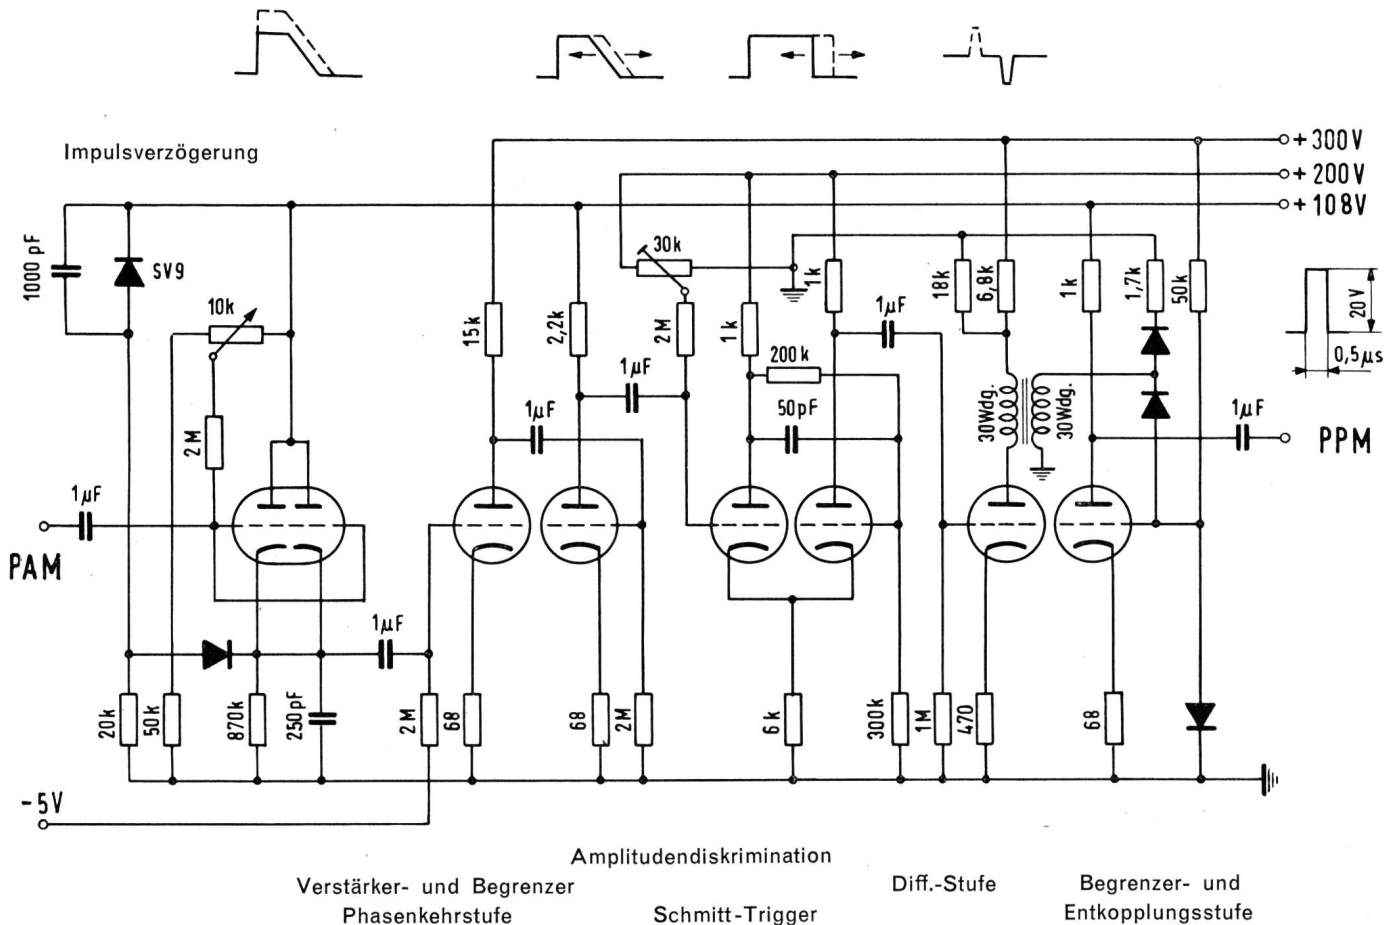 Impulsverzögerung
+ 300 V
+ 200 V
+ 108 V
1000 pF
SV9
10k
2M
1µF
PAM
20k
50k
870k
250pF
1µF
2M
-5V
15k
68
1µF
2,2k
68
2M
1µF
30k
2M
1k
200k
50pF
1k
1µF
6k
300k
1M
18k
6,8k
30Wdg.
30Wdg.
470
1k
68
1,7k
50k
1µF
PPM
20V
0,5µs
Amplitudendiskrimination
Verstärker- und Begrenzer
Phasenkehrstufe
Schmitt-Trigger
Diff.-Stufe
Begrenzer- und
Entkopplungsstufe